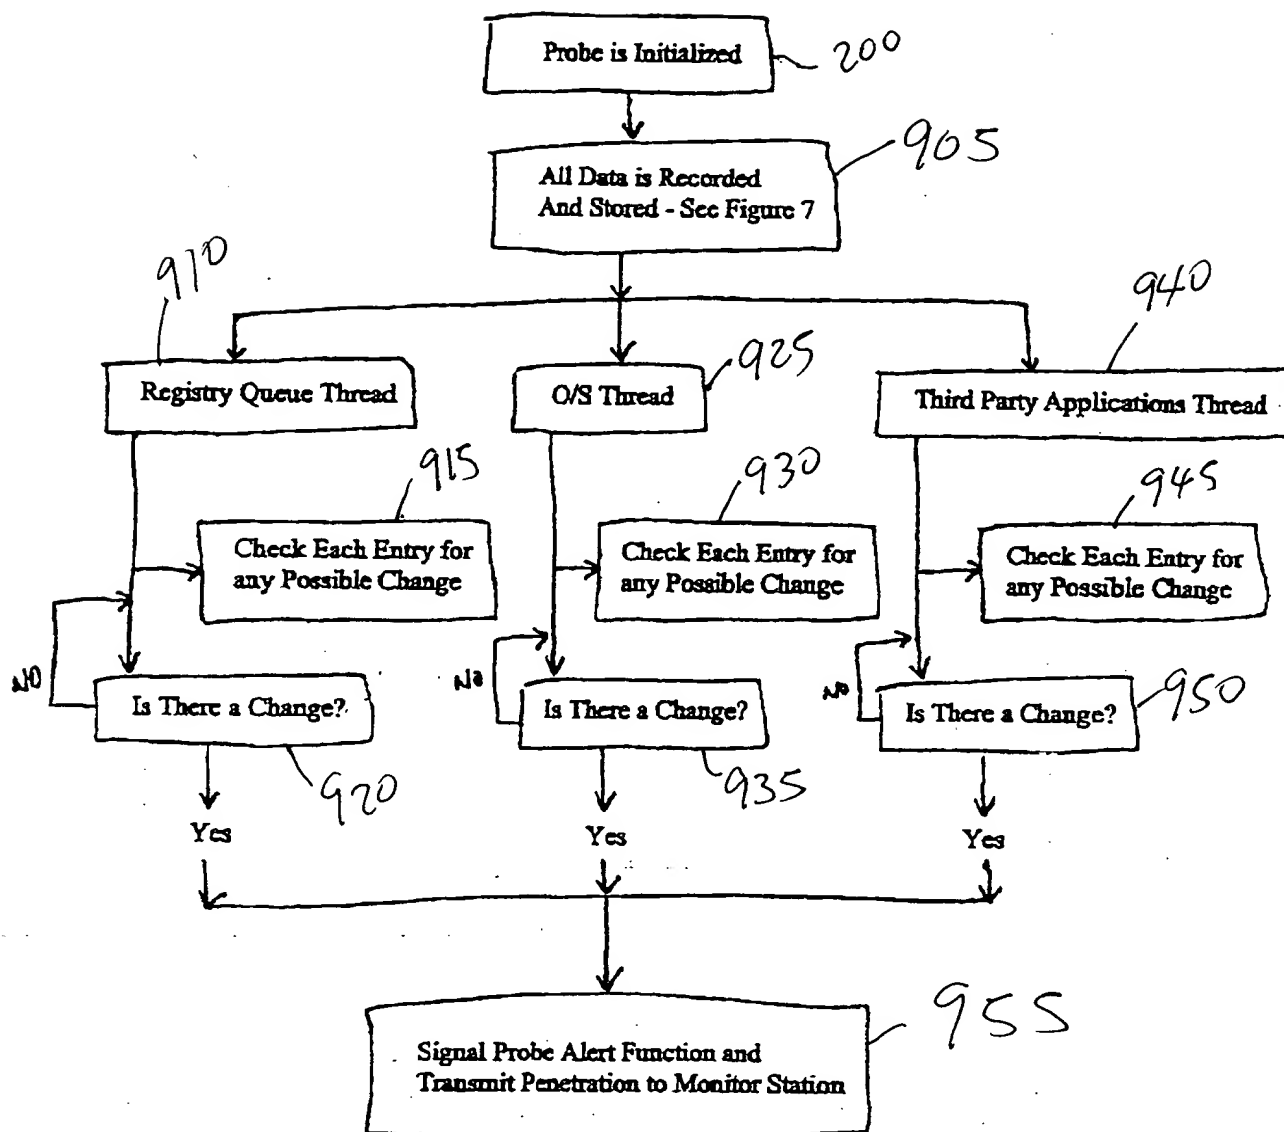 Probe is Initialized
200
All Data is Recorded
And Stored - See Figure 7
905
910
Registry Queue Thread
925
O/S Thread
940
Third Party Applications Thread
915
Check Each Entry for
any Possible Change
930
Check Each Entry for
any Possible Change
945
Check Each Entry for
any Possible Change
NO
Is There a Change?
920
No
Is There a Change?
935
No
Is There a Change?
950
Yes
Yes
Yes
Signal Probe Alert Function and
Transmit Penetration to Monitor Station
955